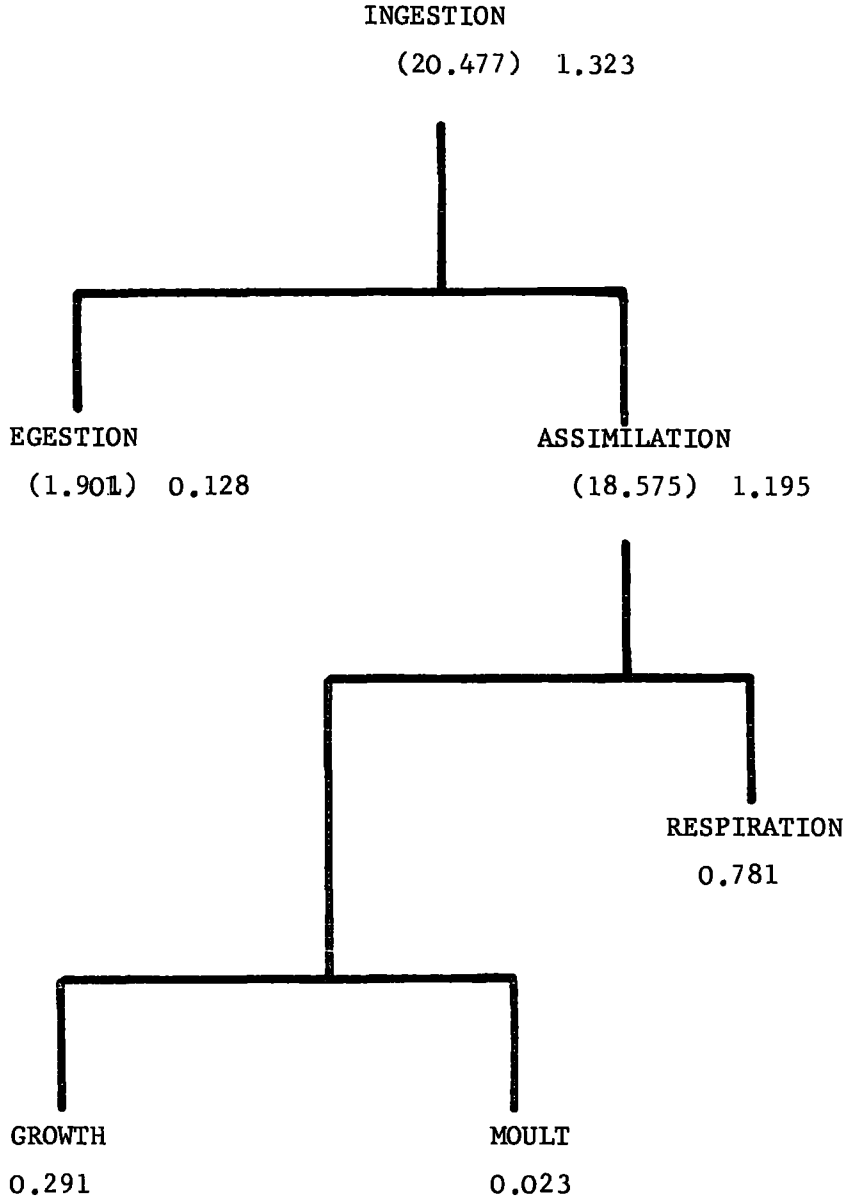 INGESTION
(20.477) 1.323
EGESTION
(1.901) 0.128
ASSIMILATION
(18.575) 1.195
RESPIRATION
0.781
GROWTH
0.291
MOULT
0.023